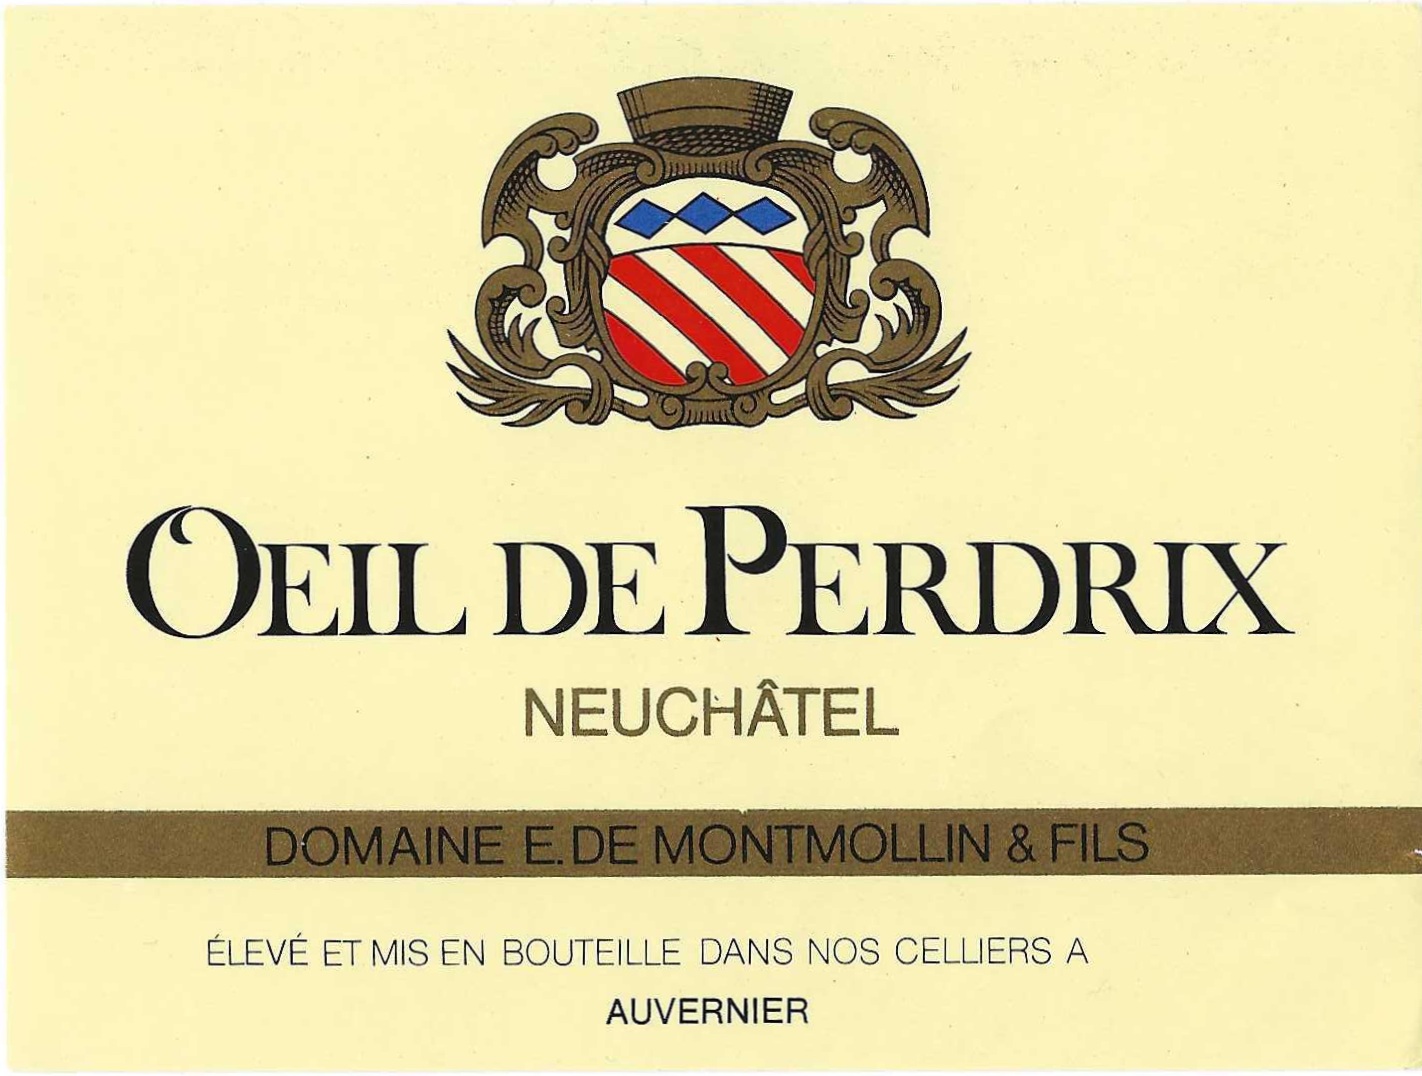 OEIL DE PERDRIX
NEUCHÂTEL
DOMAINE E. DE MONTMOLLIN & FILS
ÉLEVÉ ET MIS EN BOUTEILLE DANS NOS CELLIERS A
AUVERNIER